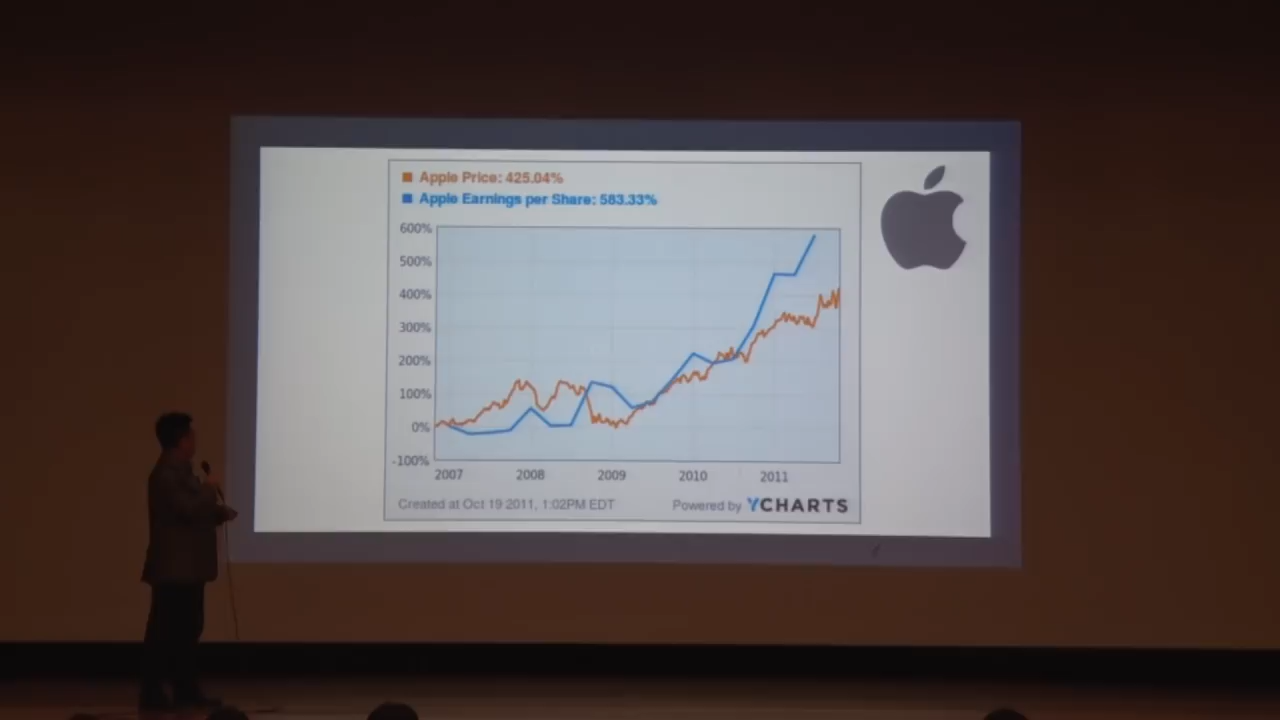 Apple Price: 425.04%
Apple Earnings per Share: 583.33%
600%
500%
400%
300%
200%
100%
0%
-100%
2007 2008 2009 2010 2011
Created at Oct 19 2011, 1:02PM EDT Powered by YCHARTS